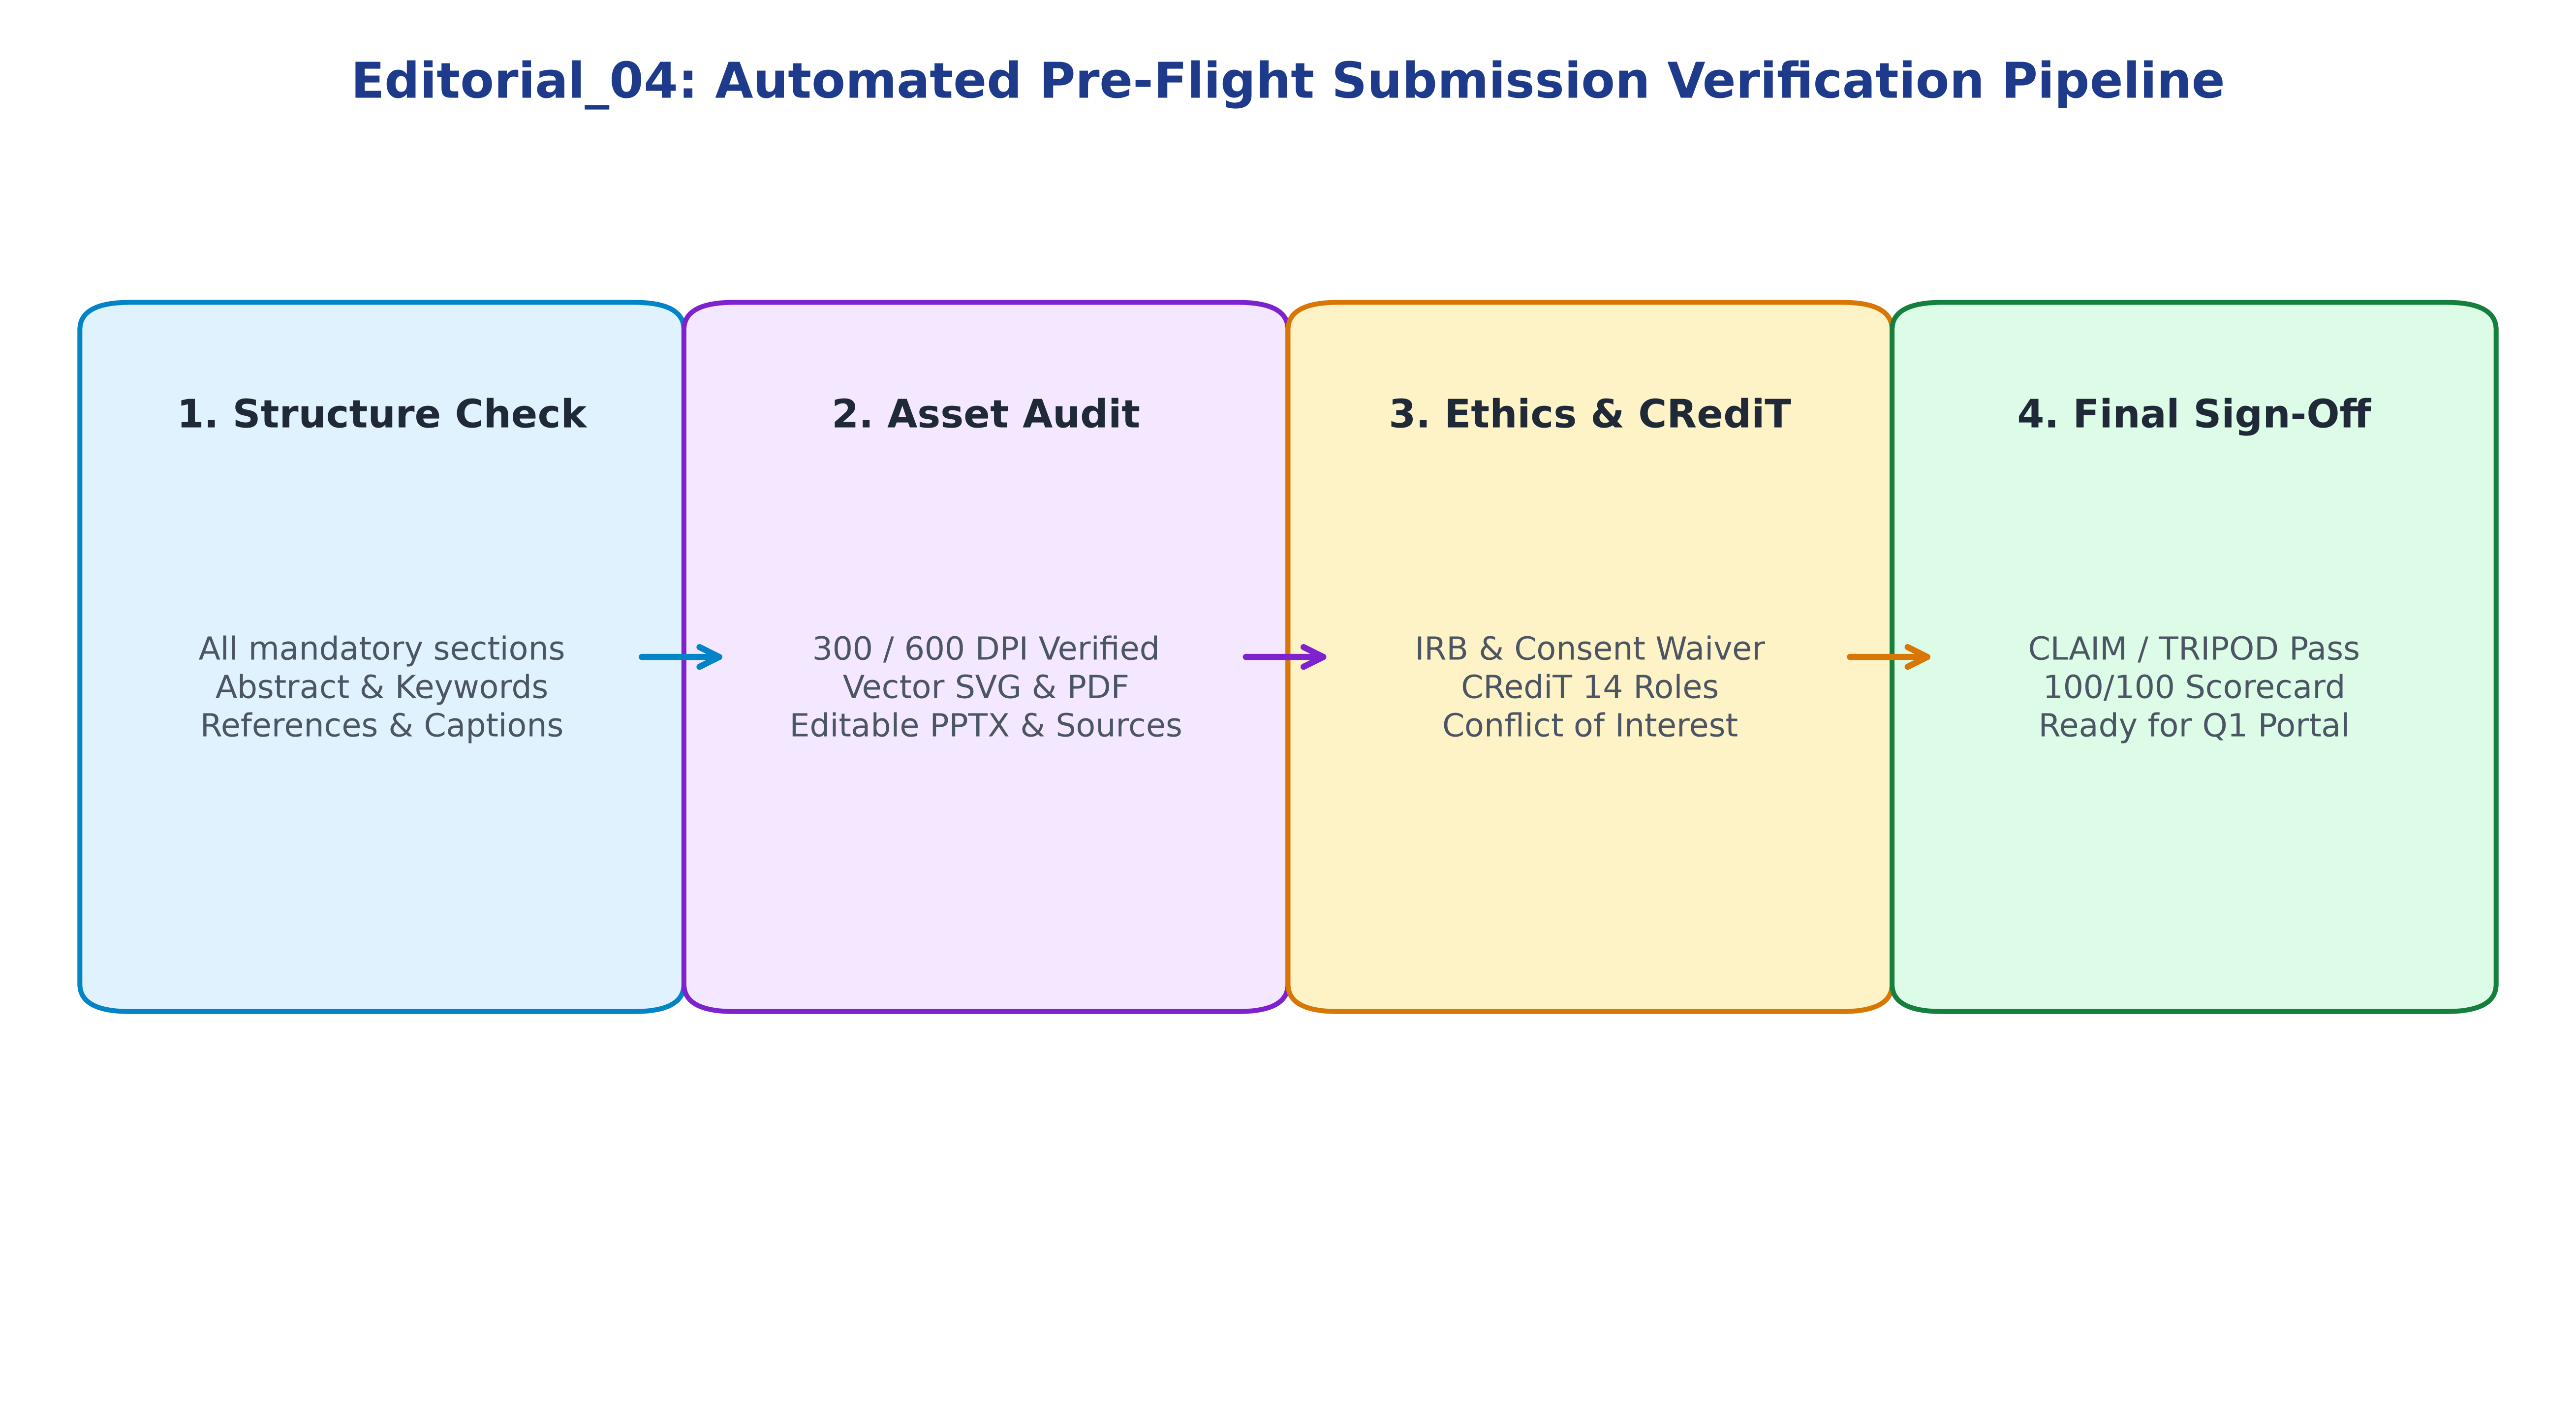 Editorial_04: Automated Pre-Flight Submission Verification Pipeline
1. Structure Check
All mandatory sections
Abstract & Keywords
References & Captions
2. Asset Audit
300 / 600 DPI Verified
Vector SVG & PDF
Editable PPTX & Sources
3. Ethics & CRediT
IRB & Consent Waiver
CRediT 14 Roles
Conflict of Interest
4. Final Sign-Off
CLAIM / TRIPOD Pass
100/100 Scorecard
Ready for Q1 Portal